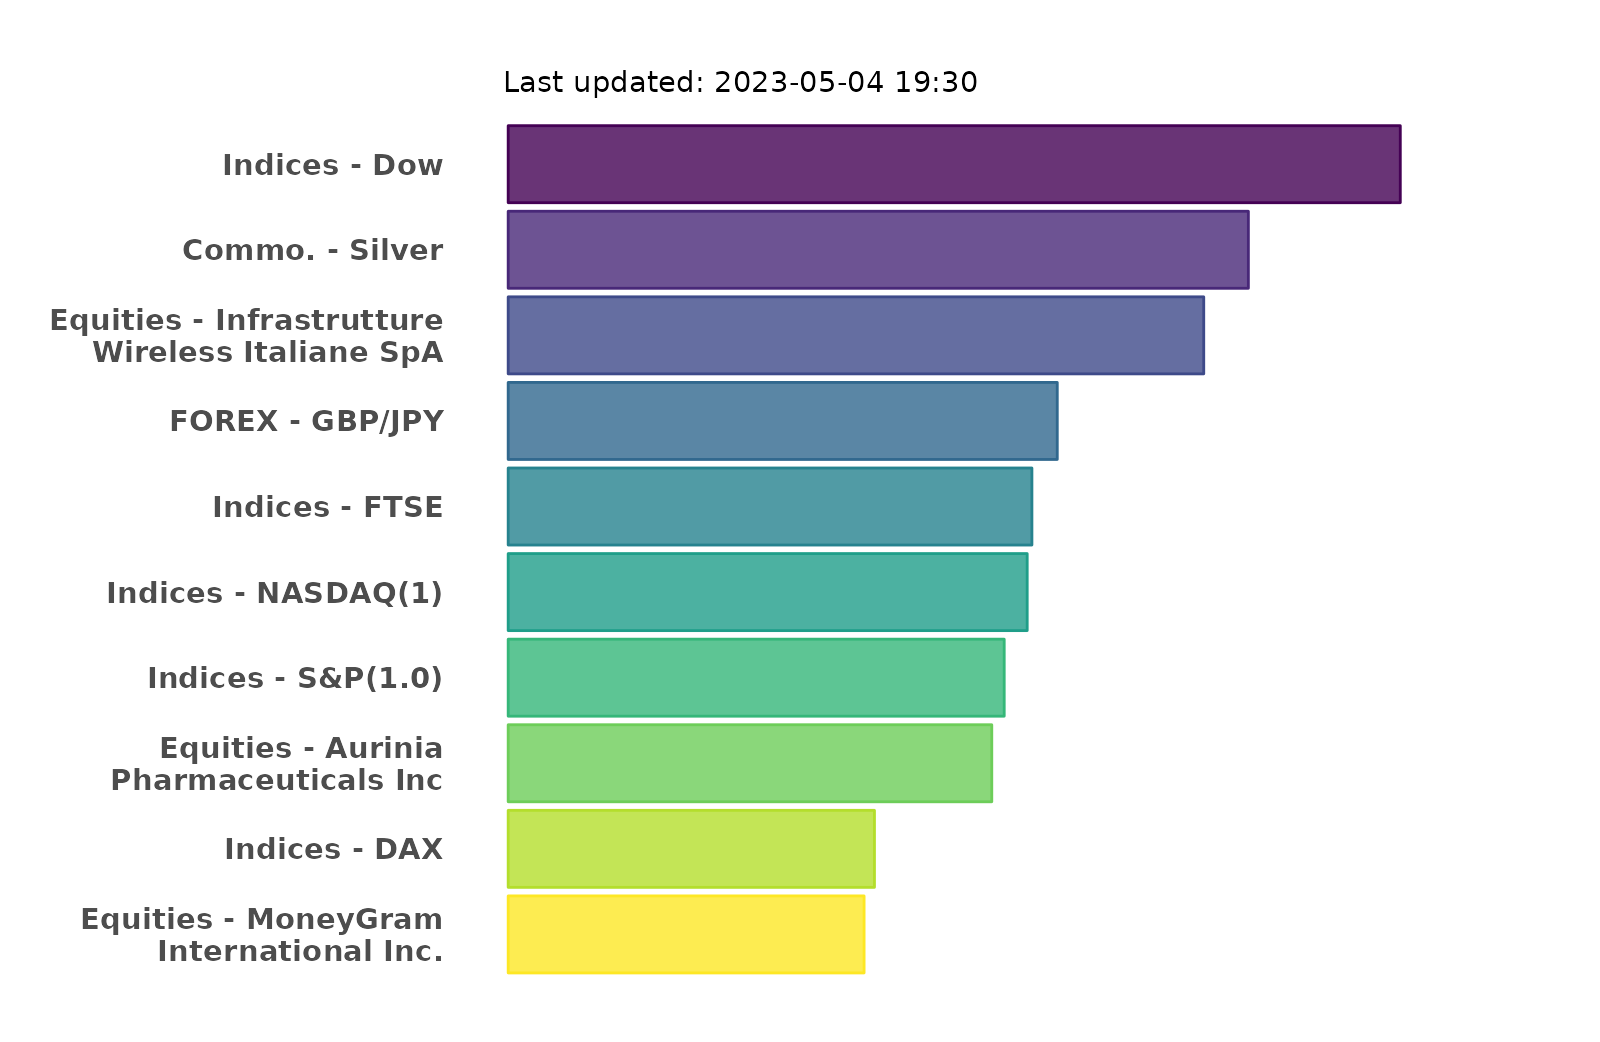 Last updated: 2023-05-04 19:30
Indices - Dow
Commo. - Silver
Equities - Infrastrutture
Wireless Italiane SpA
FOREX - GBP/JPY
Indices - FTSE
Indices - NASDAQ(1)
Indices - S&P(1.0)
Equities - Aurinia
Pharmaceuticals Inc
Indices - DAX
Equities - MoneyGram
International Inc.